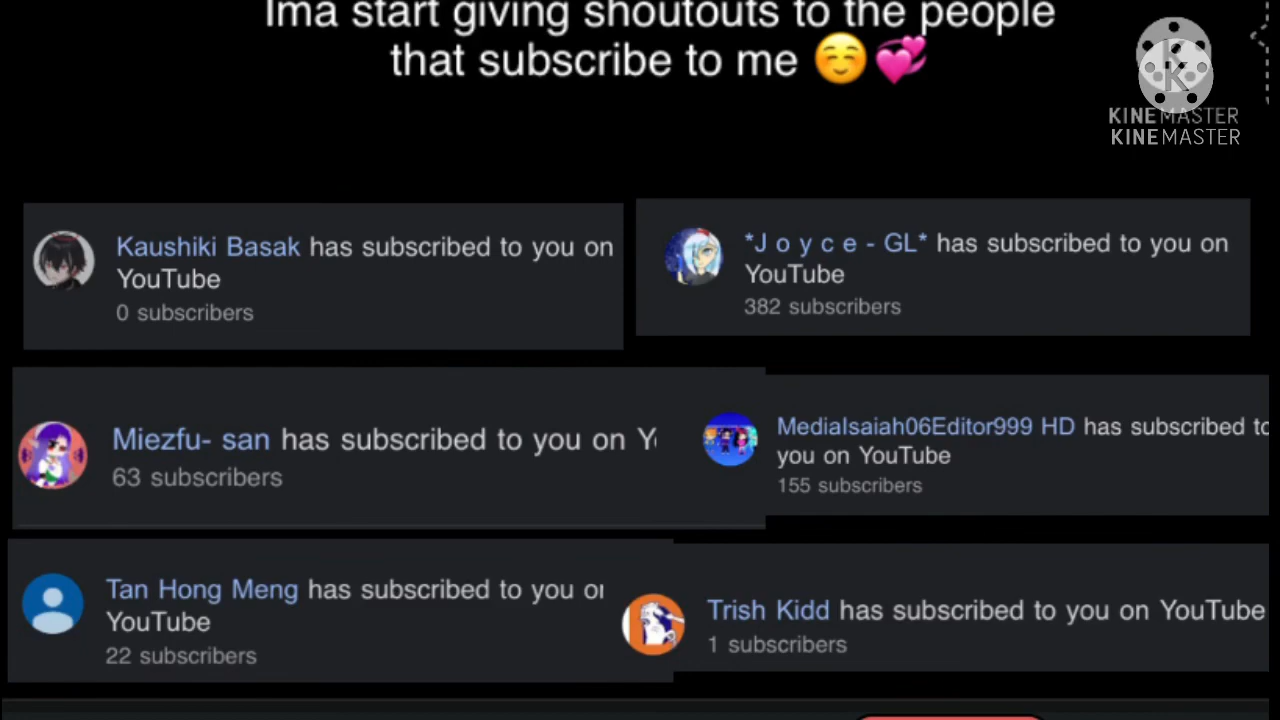 Ima start giving shoutouts to the people
that subscribe to me ☺️💞
KINEMASTER
KINEMASTER
Kaushiki Basak has subscribed to you on
YouTube
0 subscribers
*J o y c e - GL* has subscribed to you on
YouTube
382 subscribers
Miezfu- san has subscribed to you on
63 subscribers
MediaIsaiah06Editor999 HD has subscribed to
you on YouTube
155 subscribers
Tan Hong Meng has subscribed to you on
YouTube
22 subscribers
Trish Kidd has subscribed to you on YouTube
1 subscribers